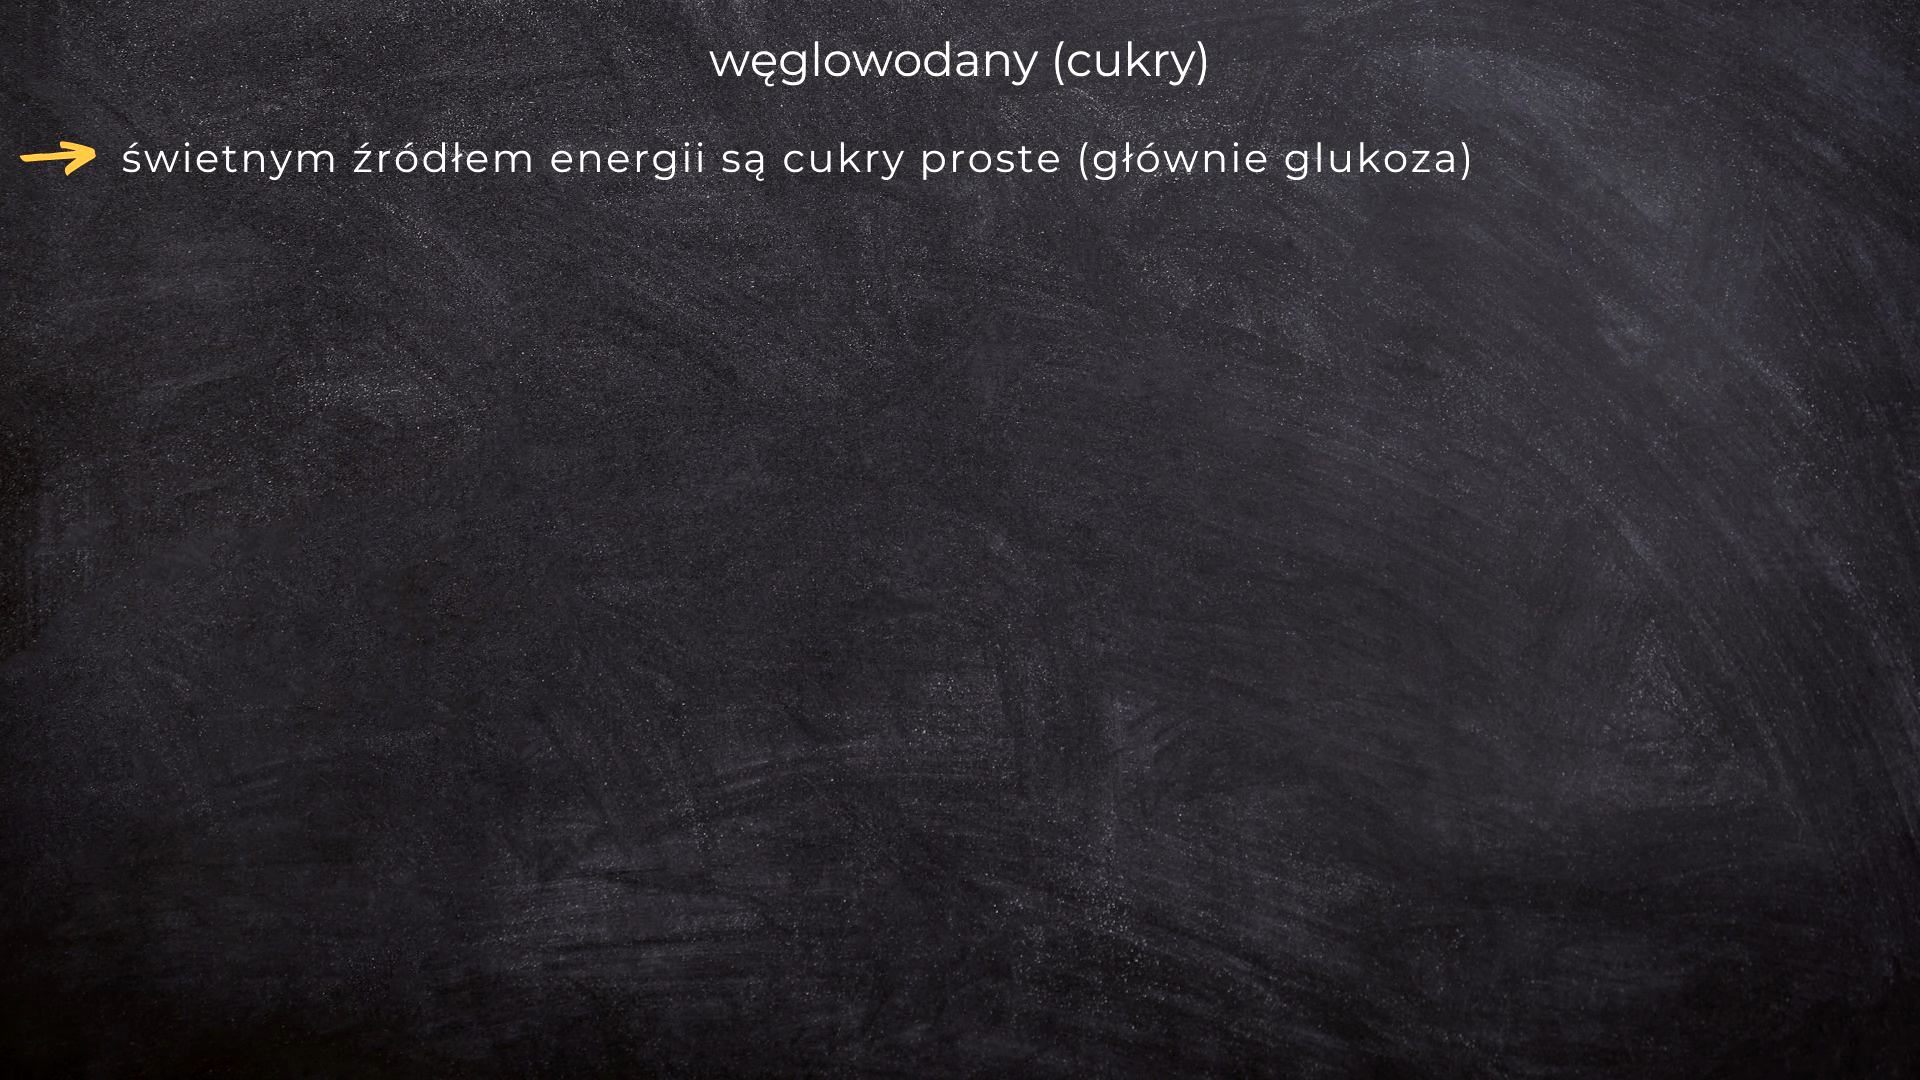 węglowodany (cukry)
świetnym źródłem energii są cukry proste (głównie glukoza)